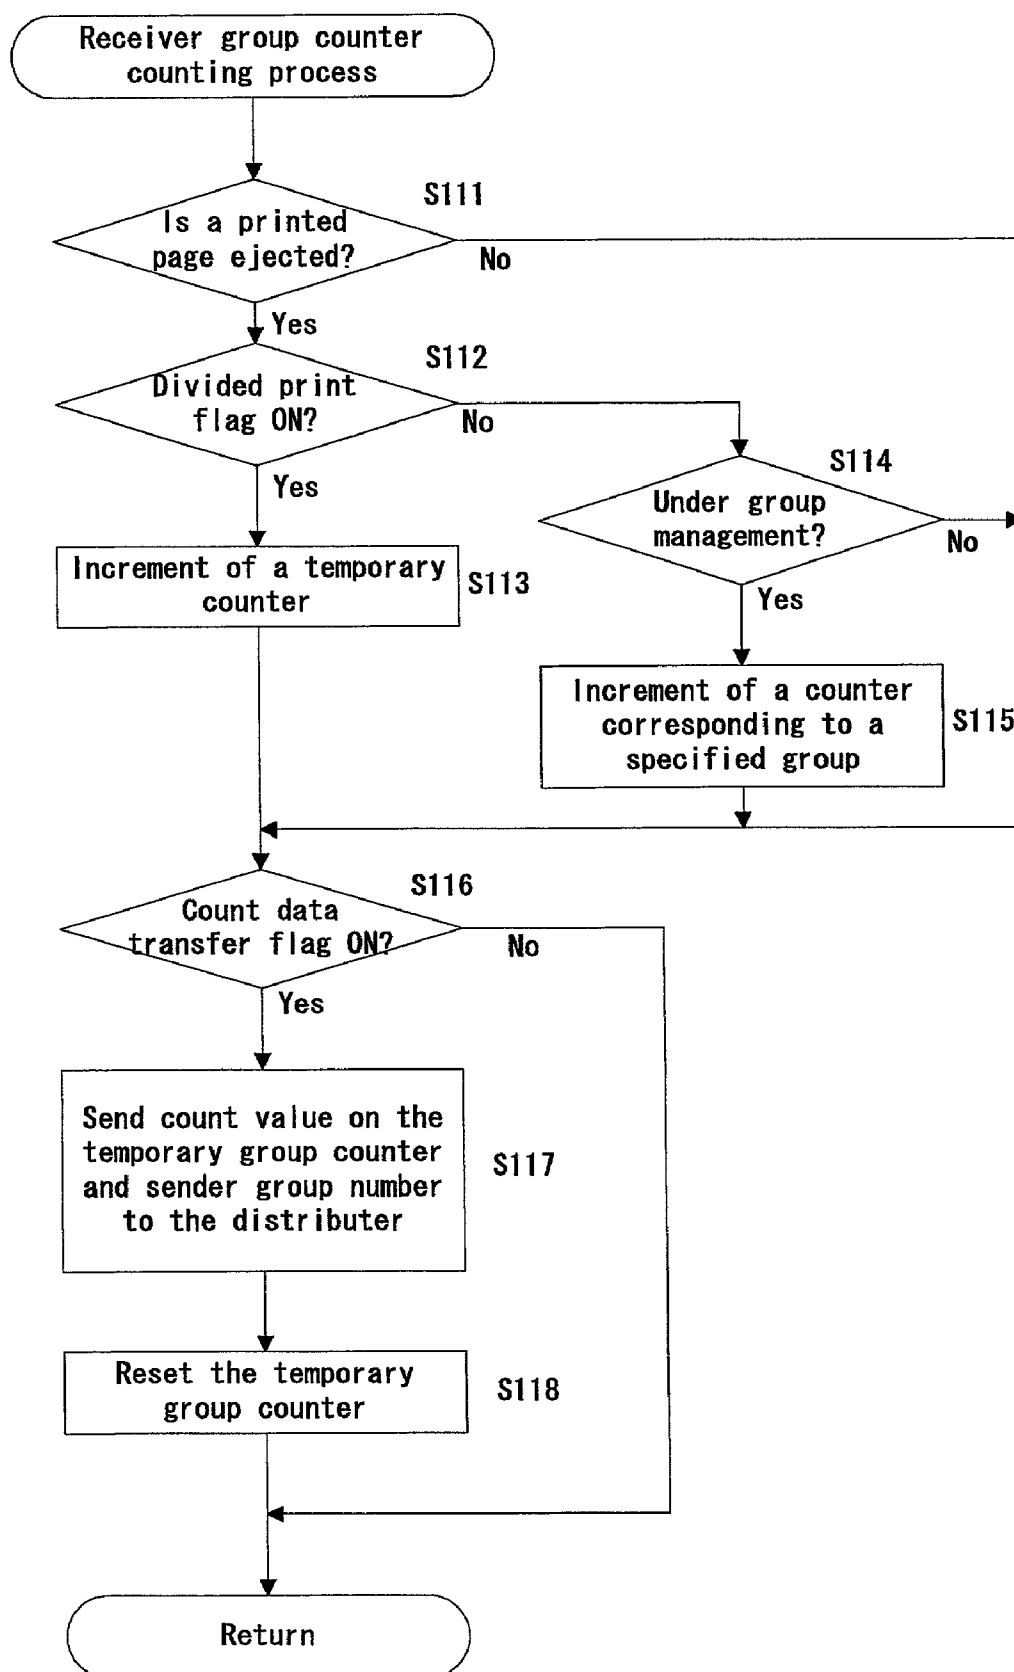 Receiver group counter
counting process
S111
Is a printed
page ejected?
No
Yes
S112
Divided print
flag ON?
No
Yes
S114
Under group
management?
No
Yes
Increment of a temporary
counter
S113
Increment of a counter
corresponding to a
specified group
S115
S116
Count data
transfer flag ON?
No
Yes
Send count value on the
temporary group counter
and sender group number
to the distributer
S117
Reset the temporary
group counter
S118
Return